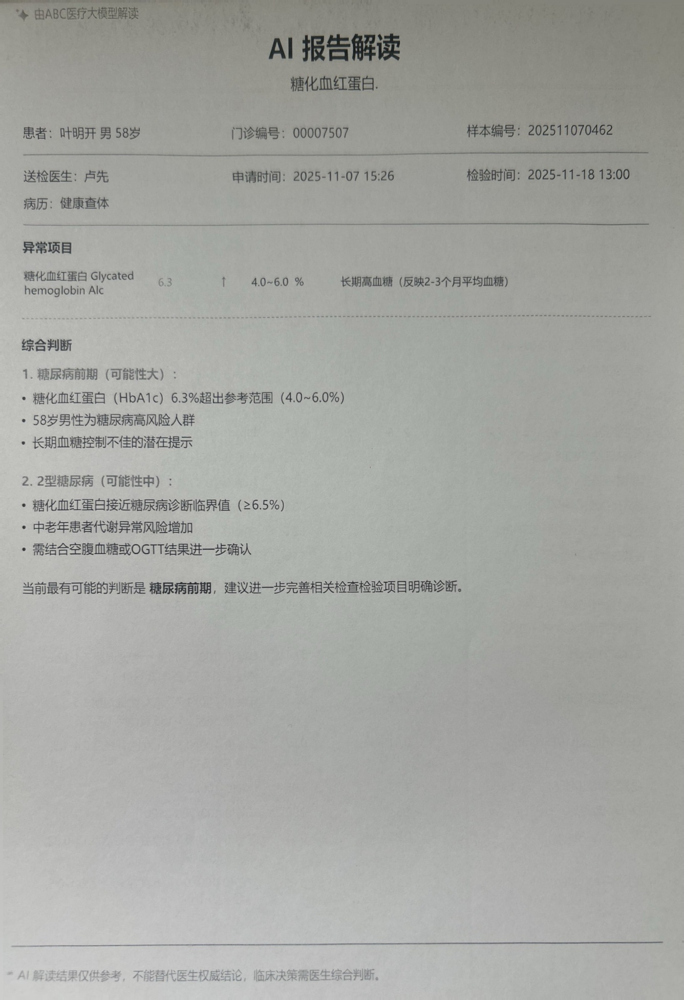 由ABC医疗大模型解读
AI 报告解读
糖化血红蛋白.
患者：叶明开 男 58岁 门诊编号：00007507 样本编号：202511070462
送检医生：卢先 申请时间：2025-11-07 15:26 检验时间：2025-11-18 13:00
病历：健康查体
异常项目
糖化血红蛋白 Glycated
hemoglobin Alc 6.3 ↑ 4.0~6.0 % 长期高血糖（反映2-3个月平均血糖）
综合判断
1. 糖尿病前期（可能性大）：
• 糖化血红蛋白（HbA1c）6.3%超出参考范围（4.0~6.0%）
• 58岁男性为糖尿病高风险人群
• 长期血糖控制不佳的潜在提示
2. 2型糖尿病（可能性中）：
• 糖化血红蛋白接近糖尿病诊断临界值（≥6.5%）
• 中老年患者代谢异常风险增加
• 需结合空腹血糖或OGTT结果进一步确认
当前最有可能的判断是 糖尿病前期，建议进一步完善相关检查检验项目明确诊断。
* AI 解读结果仅供参考，不能替代医生权威结论，临床决策需医生综合判断。